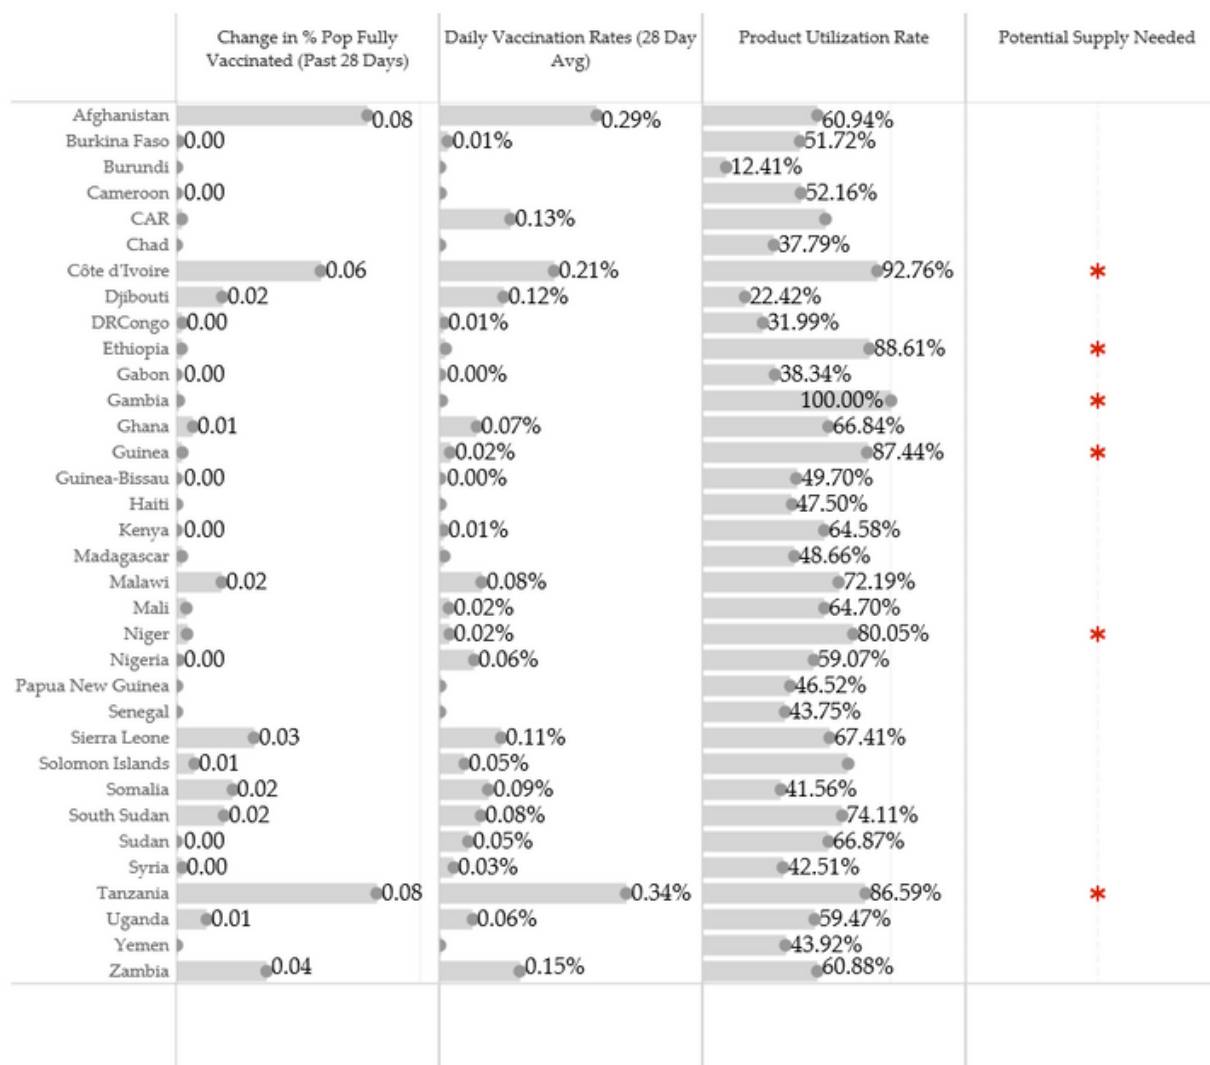 Change in % Pop Fully
Vaccinated (Past 28 Days)
Daily Vaccination Rates (28 Day
Avg)
Product Utilization Rate
Potential Supply Needed
Afghanistan 0.08 0.29% 60.94%
Burkina Faso 0.00 0.01% 51.72%
Burundi 12.41%
Cameroon 0.00 52.16%
CAR 0.13%
Chad 37.79%
Côte d'Ivoire 0.06 0.21% 92.76% *
Djibouti 0.02 0.12% 22.42%
DRCongo 0.00 0.01% 31.99%
Ethiopia 88.61% *
Gabon 0.00 0.00% 38.34%
Gambia 100.00% *
Ghana 0.01 0.07% 66.84%
Guinea 0.02% 87.44% *
Guinea-Bissau 0.00 0.00% 49.70%
Haiti 47.50%
Kenya 0.00 0.01% 64.58%
Madagascar 48.66%
Malawi 0.02 0.08% 72.19%
Mali 0.02% 64.70%
Niger 0.02% 80.05% *
Nigeria 0.00 0.06% 59.07%
Papua New Guinea 46.52%
Senegal 43.75%
Sierra Leone 0.03 0.11% 67.41%
Solomon Islands 0.01 0.05%
Somalia 0.02 0.09% 41.56%
South Sudan 0.02 0.08% 74.11%
Sudan 0.00 0.05% 66.87%
Syria 0.00 0.03% 42.51%
Tanzania 0.08 0.34% 86.59% *
Uganda 0.01 0.06% 59.47%
Yemen 43.92%
Zambia 0.04 0.15% 60.88%